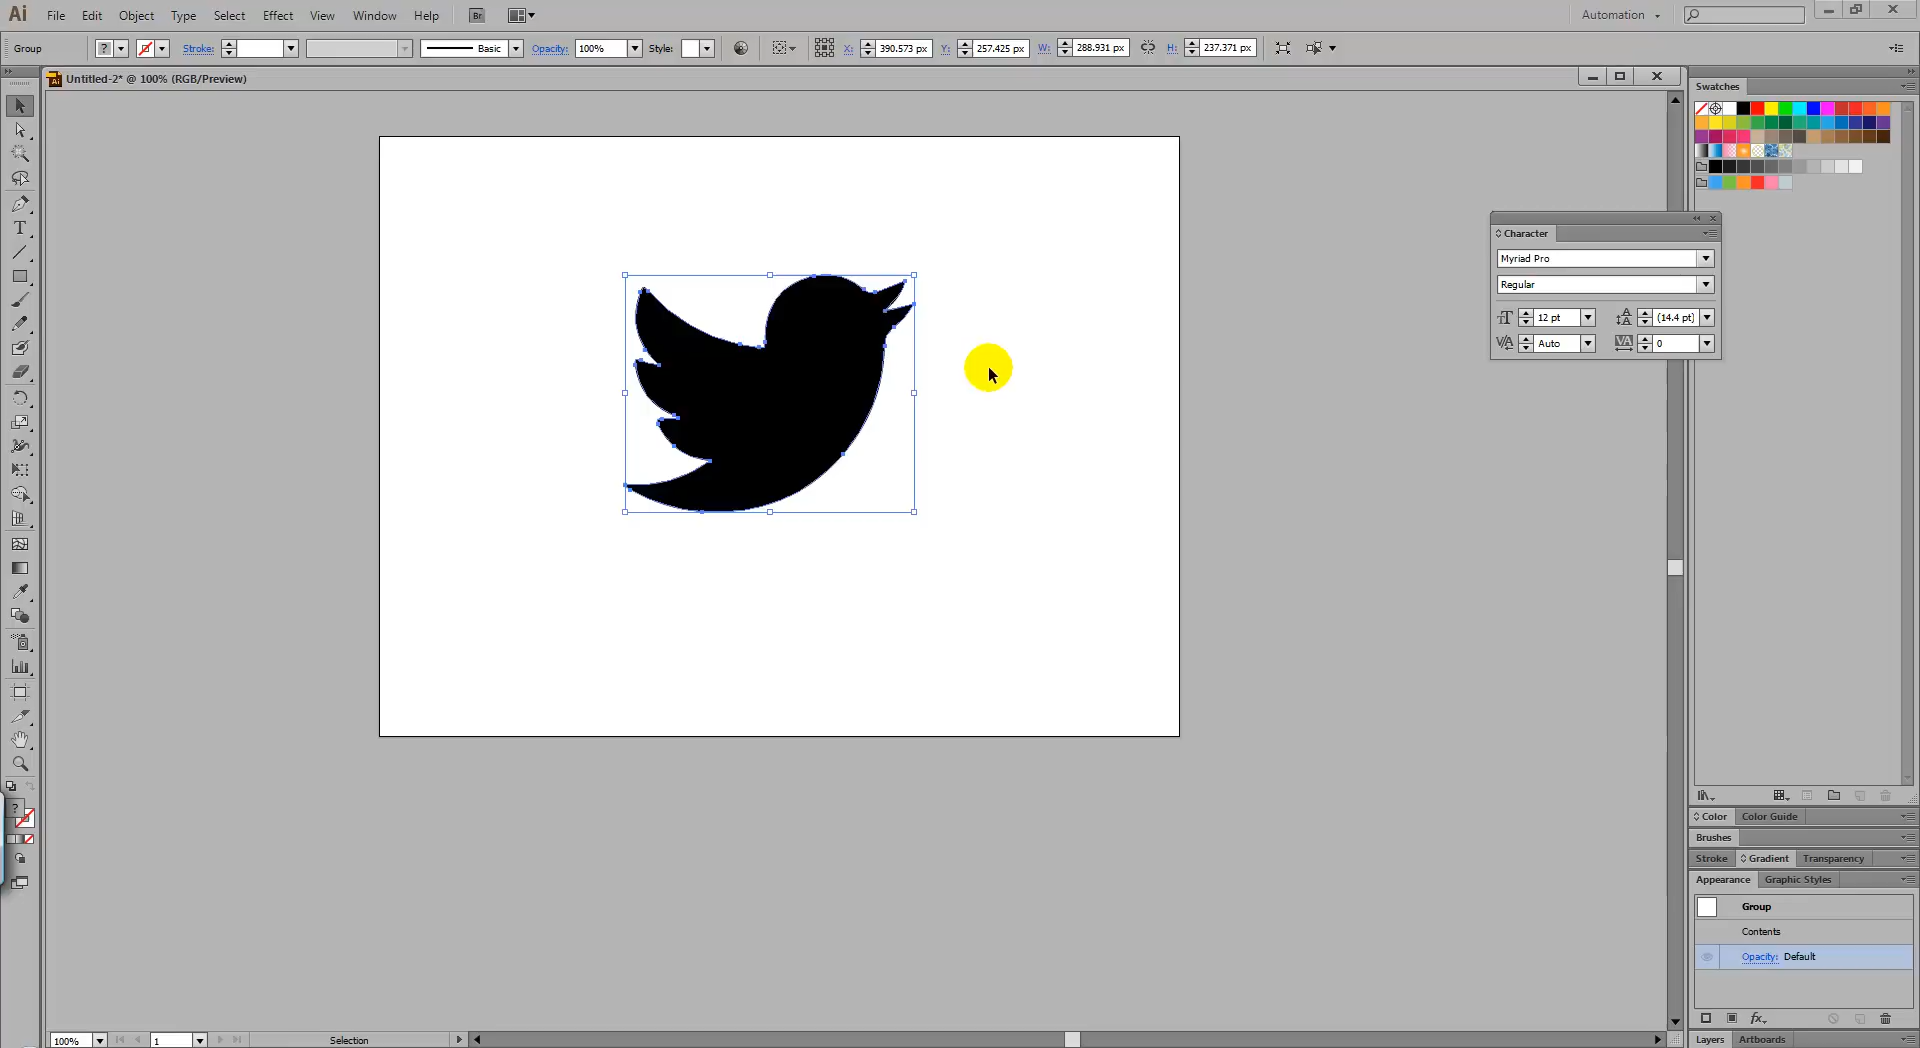 Ai File Edit Object Type Select Effect View Window Help Br Automation
Group ? Stroke: Basic Opacity: 100% Style: X: 390.573 px Y: 257.425 px W: 288.931 px H: 237.371 px
Untitled-2* @ 100% (RGB/Preview)
Swatches
Character
Myriad Pro
Regular
12 pt (14.4 pt)
Auto 0
?
Color Color Guide
Brushes
Stroke Gradient Transparency
Appearance Graphic Styles
Group
Contents
Opacity: Default
fx
100% 1 Selection
Layers Artboards